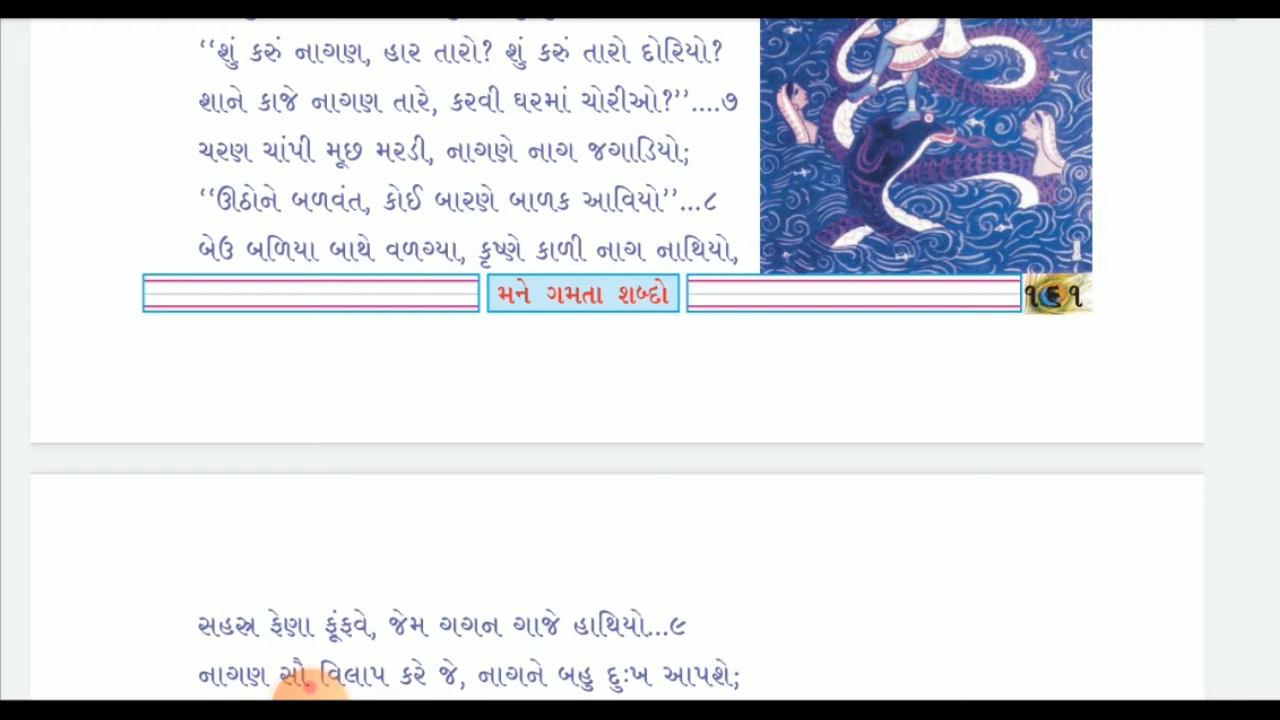 “શું કરું નાગણ, હાર તારો? શું કરું તારો દોરિયો?
શાને કાજે નાગણ તારે, કરવી ઘરમાં ચોરીઓ?”....૭
ચરણ ચાંપી મૂછ મરડી, નાગણે નાગ જગાડિયો;
“ઊઠોને બળવંત, કોઈ બારણે બાળક આવિયો”...૮
બેઉ બળિયા બાથે વળગ્યા, કૃષ્ણે કાળી નાગ નાથિયો,
મને ગમતા શબ્દો
૧૬૧
સહસ્ર ફેણા ફૂંફવે, જેમ ગગન ગાજે હાથિયો...૯
નાગણ સૌ વિલાપ કરે જે, નાગને બહુ દુઃખ આપશે;